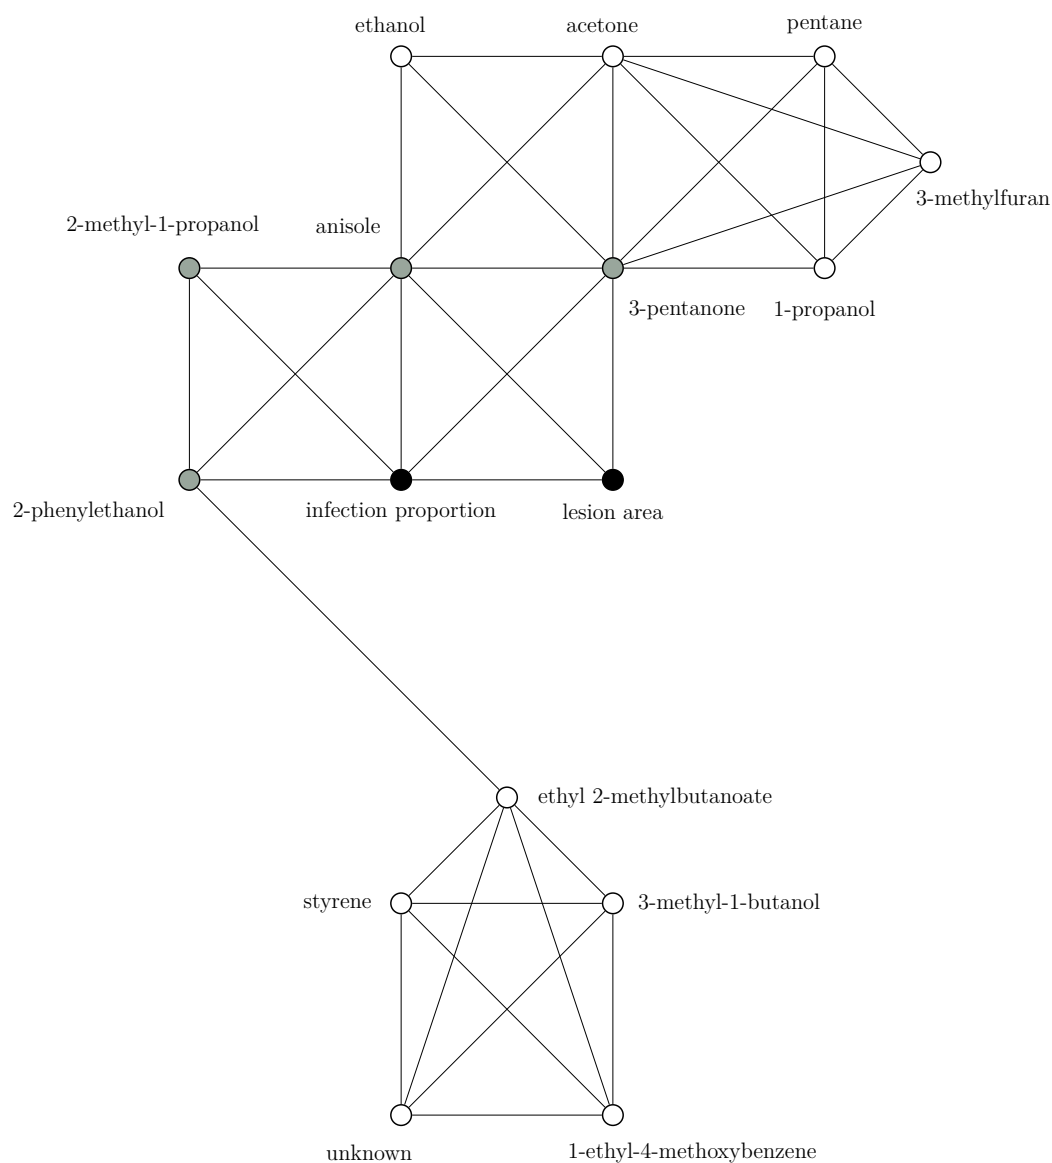 ethanol
acetone
pentane
3-methylfuran
2-methyl-1-propanol
anisole
3-pentanone
1-propanol
2-phenylethanol
infection proportion
lesion area
ethyl 2-methylbutanoate
styrene
3-methyl-1-butanol
unknown
1-ethyl-4-methoxybenzene